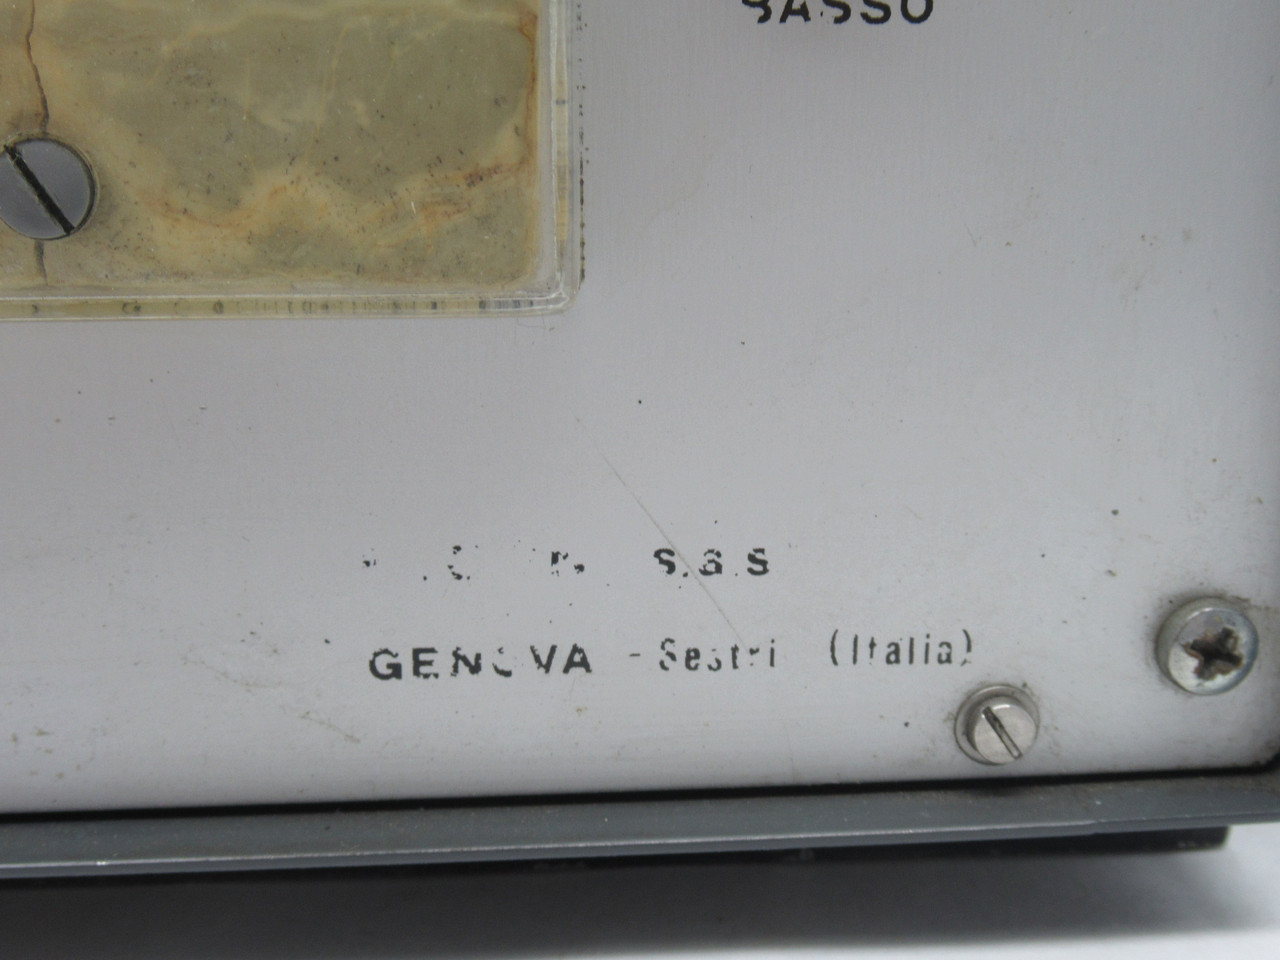 BASSO
S.G.S
GENOVA - Sestri (Italia)